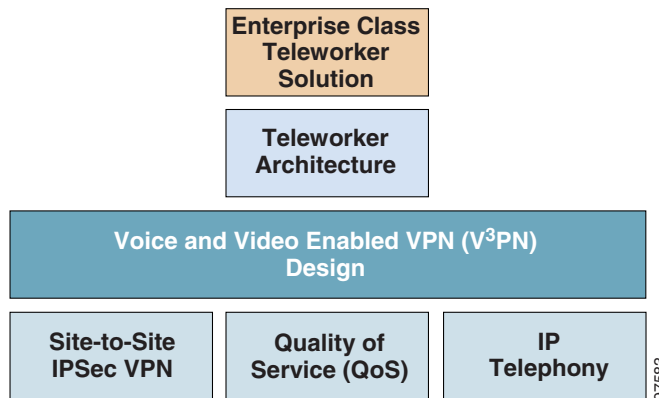 Enterprise Class
Teleworker
Solution
Teleworker
Architecture
Voice and Video Enabled VPN (V³PN)
Design
Site-to-Site
IPSec VPN
Quality of
Service (QoS)
IP
Telephony